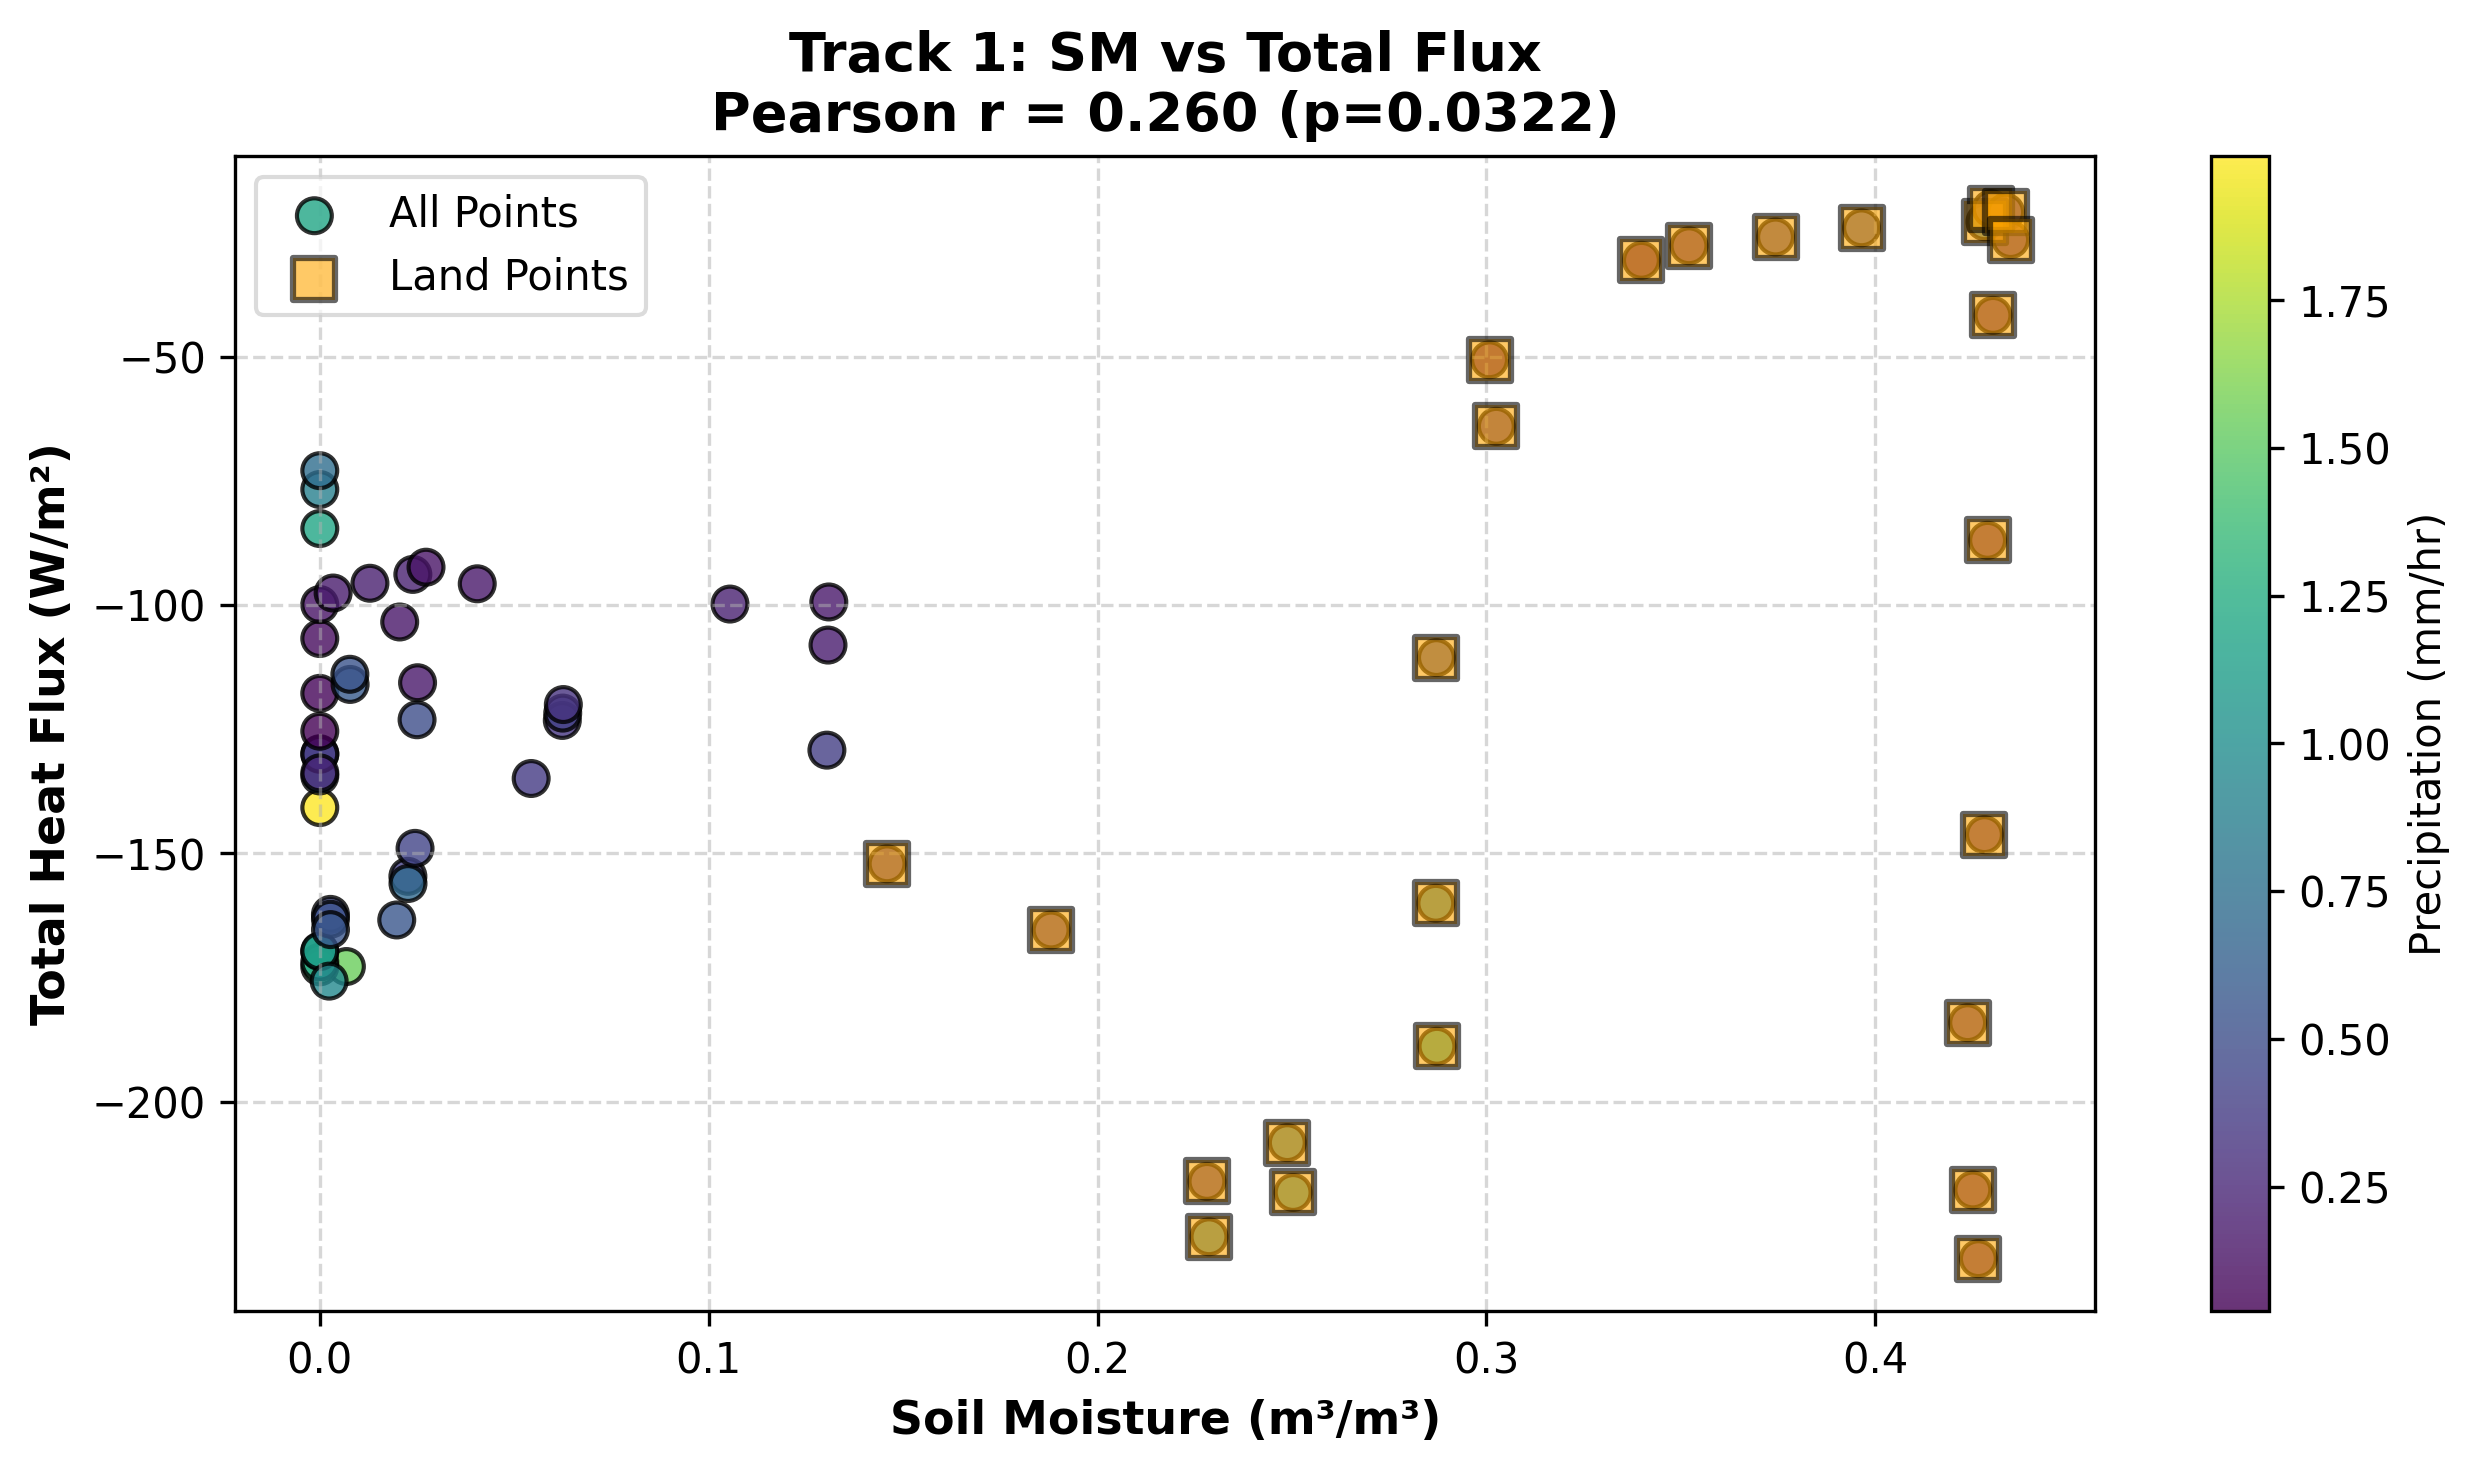 Track 1: SM vs Total Flux
Pearson r = 0.260 (p=0.0322)
All Points
Land Points
Total Heat Flux (W/m²)
−50
−100
−150
−200
0.0
0.1
0.2
0.3
0.4
Soil Moisture (m³/m³)
1.75
1.50
1.25
1.00
0.75
0.50
0.25
Precipitation (mm/hr)